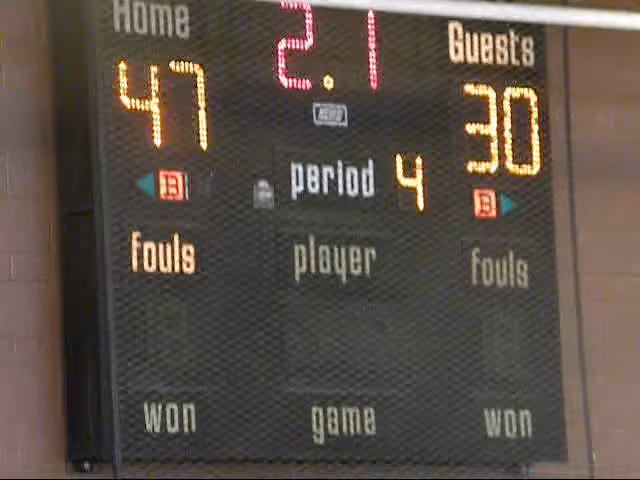 Home 2.1 Guests
47 30
B period 4 B
fouls player fouls
won game won